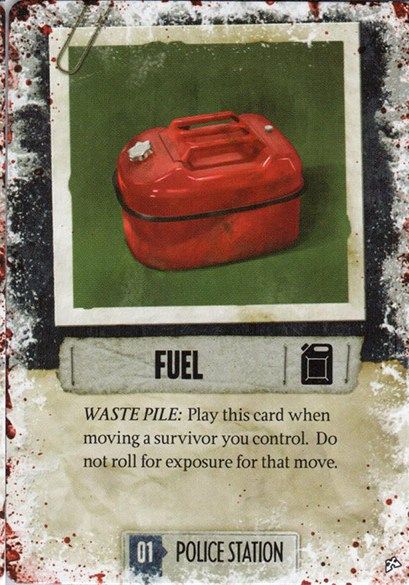 FUEL
WASTE PILE: Play this card when
moving a survivor you control. Do
not roll for exposure for that move.
01 POLICE STATION